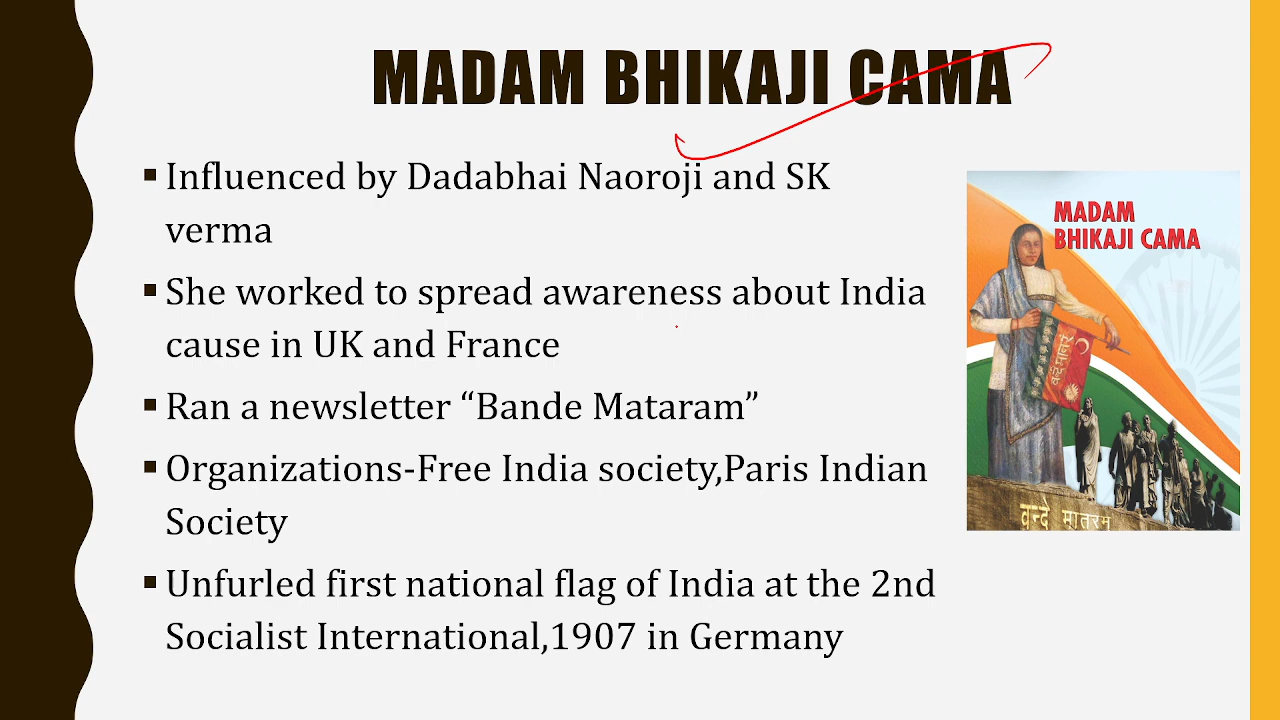 MADAM BHIKAJI CAMA
▪ Influenced by Dadabhai Naoroji and SK
verma
▪ She worked to spread awareness about India
cause in UK and France
▪ Ran a newsletter “Bande Mataram”
▪ Organizations-Free India society,Paris Indian
Society
▪ Unfurled first national flag of India at the 2nd
Socialist International,1907 in Germany
MADAM
BHIKAJI CAMA
वन्दे मातरम्
वन्दे मातरम्